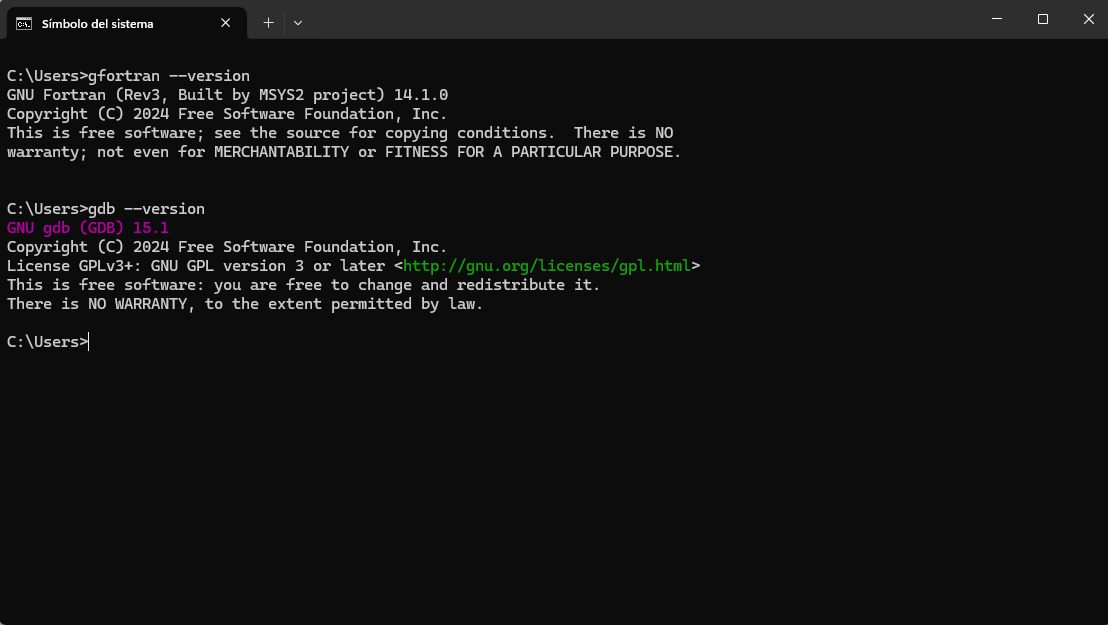 Símbolo del sistema
C:\Users>gfortran --version
GNU Fortran (Rev3, Built by MSYS2 project) 14.1.0
Copyright (C) 2024 Free Software Foundation, Inc.
This is free software; see the source for copying conditions.  There is NO
warranty; not even for MERCHANTABILITY or FITNESS FOR A PARTICULAR PURPOSE.
C:\Users>gdb --version
GNU gdb (GDB) 15.1
Copyright (C) 2024 Free Software Foundation, Inc.
License GPLv3+: GNU GPL version 3 or later <http://gnu.org/licenses/gpl.html>
This is free software: you are free to change and redistribute it.
There is NO WARRANTY, to the extent permitted by law.
C:\Users>